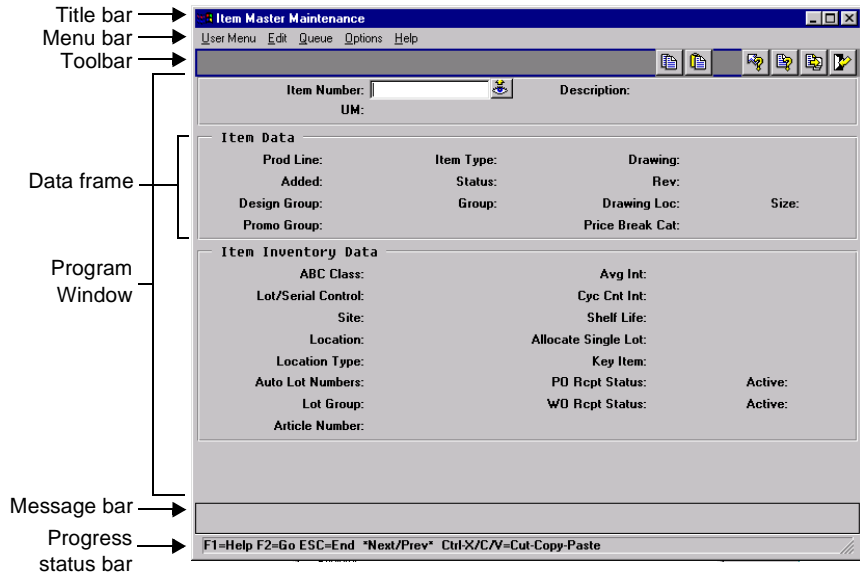 Title bar
Item Master Maintenance
Menu bar
User Menu Edit Queue Options Help
Toolbar
Item Number: Description:
UM:
Data frame
Item Data
Prod Line: Item Type: Drawing:
Added: Status: Rev:
Design Group: Group: Drawing Loc: Size:
Promo Group: Price Break Cat:
Program
Window
Item Inventory Data
ABC Class: Avg Int:
Lot/Serial Control: Cyc Cnt Int:
Site: Shelf Life:
Location: Allocate Single Lot:
Location Type: Key Item:
Auto Lot Numbers: PO Rcpt Status: Active:
Lot Group: WO Rcpt Status: Active:
Article Number:
Message bar
Progress
status bar
F1=Help F2=Go ESC=End *Next/Prev* Ctrl-X/C/V=Cut-Copy-Paste